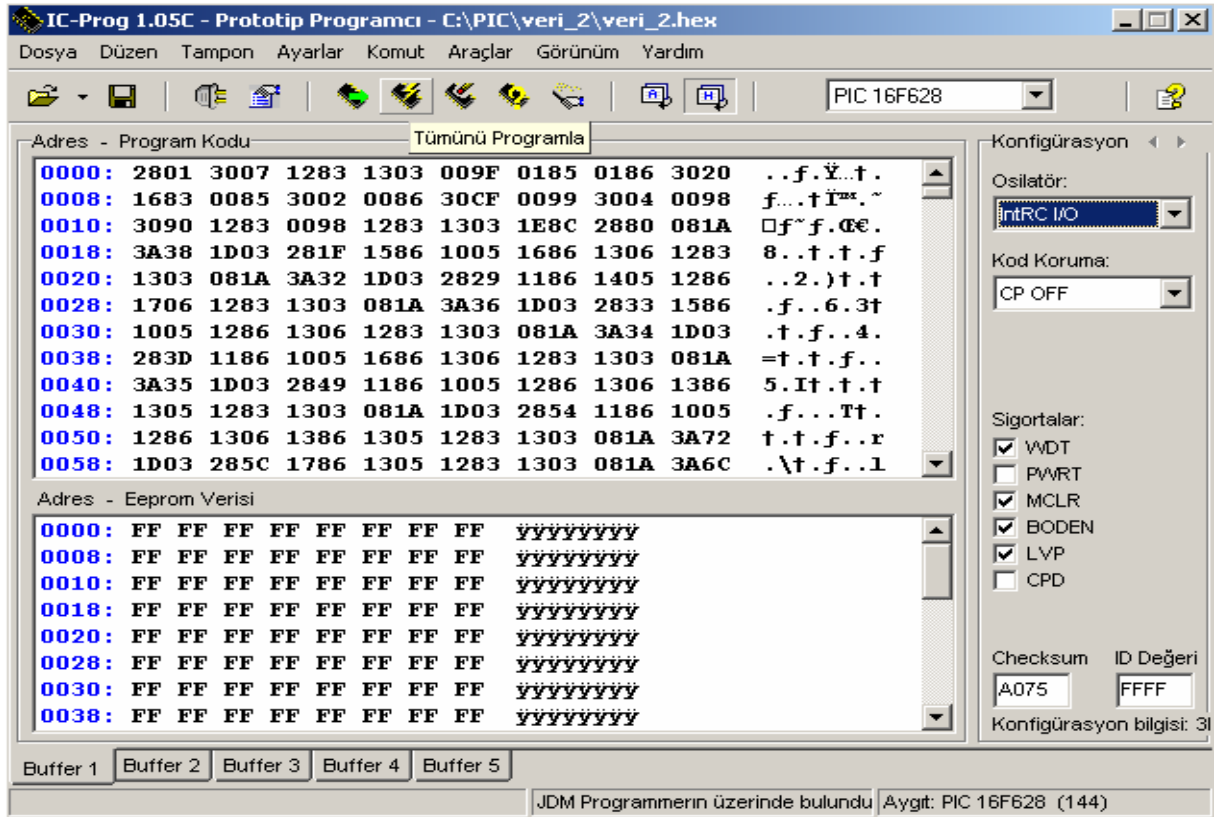 IC-Prog 1.05C - Prototip Programcı - C:\PIC\veri_2\veri_2.hex
Dosya Düzen Tampon Ayarlar Komut Araçlar Görünüm Yardım
PIC 16F628
Tümünü Programla
Adres - Program Kodu
0000: 2801 3007 1283 1303 009F 0185 0186 3020 ..ƒ.Ÿ…†.
0008: 1683 0085 3002 0086 30CF 0099 3004 0098 ƒ….†Ï™.˜
0010: 3090 1283 0098 1283 1303 1E8C 2880 081A □ƒ˜ƒ.Œ€.
0018: 3A38 1D03 281F 1586 1005 1686 1306 1283 8..†.†.ƒ
0020: 1303 081A 3A32 1D03 2829 1186 1405 1286 ..2.)†.†
0028: 1706 1283 1303 081A 3A36 1D03 2833 1586 .ƒ..6.3†
0030: 1005 1286 1306 1283 1303 081A 3A34 1D03 .†.ƒ..4.
0038: 283D 1186 1005 1686 1306 1283 1303 081A =†.†.ƒ..
0040: 3A35 1D03 2849 1186 1005 1286 1306 1386 5.I†.†.†
0048: 1305 1283 1303 081A 1D03 2854 1186 1005 .ƒ...T†.
0050: 1286 1306 1386 1305 1283 1303 081A 3A72 †.†.ƒ..r
0058: 1D03 285C 1786 1305 1283 1303 081A 3A6C .\†.ƒ..l
Adres - Eeprom Verisi
0000: FF FF FF FF FF FF FF FF ÿÿÿÿÿÿÿÿ
0008: FF FF FF FF FF FF FF FF ÿÿÿÿÿÿÿÿ
0010: FF FF FF FF FF FF FF FF ÿÿÿÿÿÿÿÿ
0018: FF FF FF FF FF FF FF FF ÿÿÿÿÿÿÿÿ
0020: FF FF FF FF FF FF FF FF ÿÿÿÿÿÿÿÿ
0028: FF FF FF FF FF FF FF FF ÿÿÿÿÿÿÿÿ
0030: FF FF FF FF FF FF FF FF ÿÿÿÿÿÿÿÿ
0038: FF FF FF FF FF FF FF FF ÿÿÿÿÿÿÿÿ
Konfigürasyon
Osilatör:
IntRC I/O
Kod Koruma:
CP OFF
Sigortalar:
WDT
PWRT
MCLR
BODEN
LVP
CPD
Checksum ID Değeri
A075 FFFF
Konfigürasyon bilgisi:
Buffer 1 Buffer 2 Buffer 3 Buffer 4 Buffer 5
JDM Programmerın üzerinde bulundu Aygıt: PIC 16F628 (144)